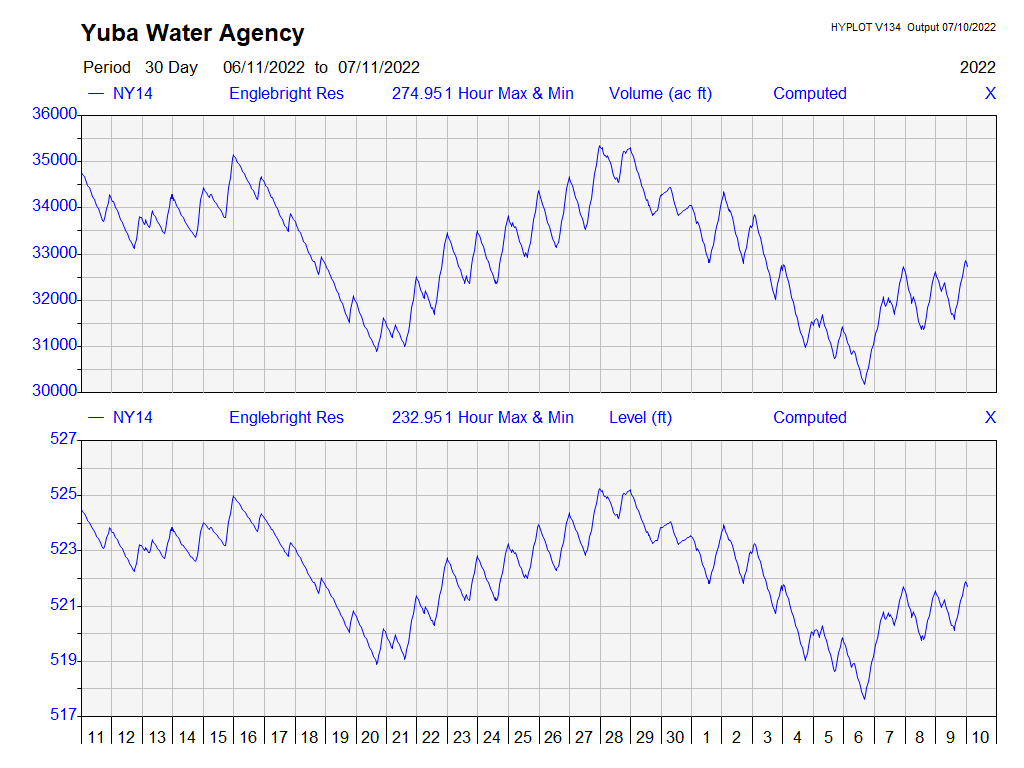 Yuba Water Agency
HYPLOT V134 Output 07/10/2022
Period 30 Day 06/11/2022 to 07/11/2022 2022
NY14 Englebright Res 274.951 Hour Max & Min Volume (ac ft) Computed X
36000
35000
34000
33000
32000
31000
30000
NY14 Englebright Res 232.951 Hour Max & Min Level (ft) Computed X
527
525
523
521
519
517
11 12 13 14 15 16 17 18 19 20 21 22 23 24 25 26 27 28 29 30 1 2 3 4 5 6 7 8 9 10